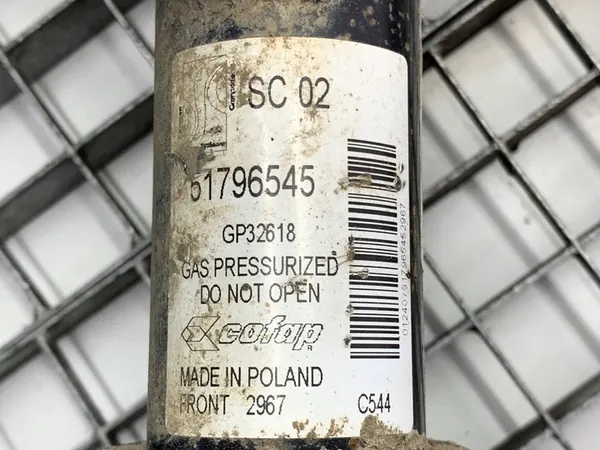 SC 02
51796545
GP32618
GAS PRESSURIZED
DO NOT OPEN
cofap
R
MADE IN POLAND
FRONT 2967
C544